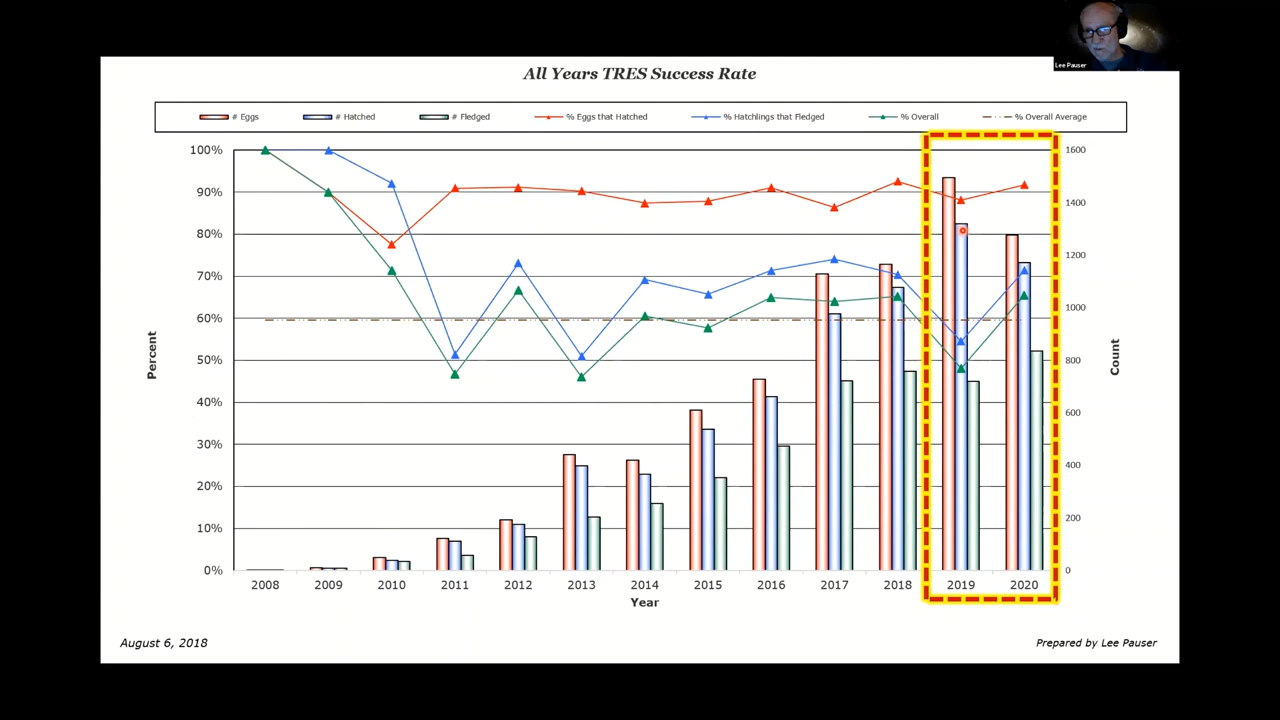 Lee Pauser
All Years TRES Success Rate
# Eggs # Hatched # Fledged % Eggs that Hatched % Hatchlings that Fledged % Overall % Overall Average
100% 1600
90% 1400
80% 1200
70% 1000
60% 800
50% 600
40% 400
30% 200
20% 0
10%
0%
Percent
Count
2008 2009 2010 2011 2012 2013 2014 2015 2016 2017 2018 2019 2020
Year
August 6, 2018 Prepared by Lee Pauser